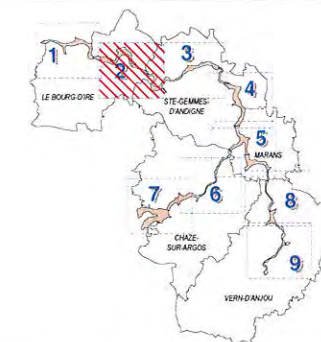 1
2
3
LE BOURG-D'IRE
STE-GEMMES-
D'ANDIGNE
4
5
MARANS
7
6
8
CHAZE-
SUR-ARGOS
9
VERN-D'ANJOU